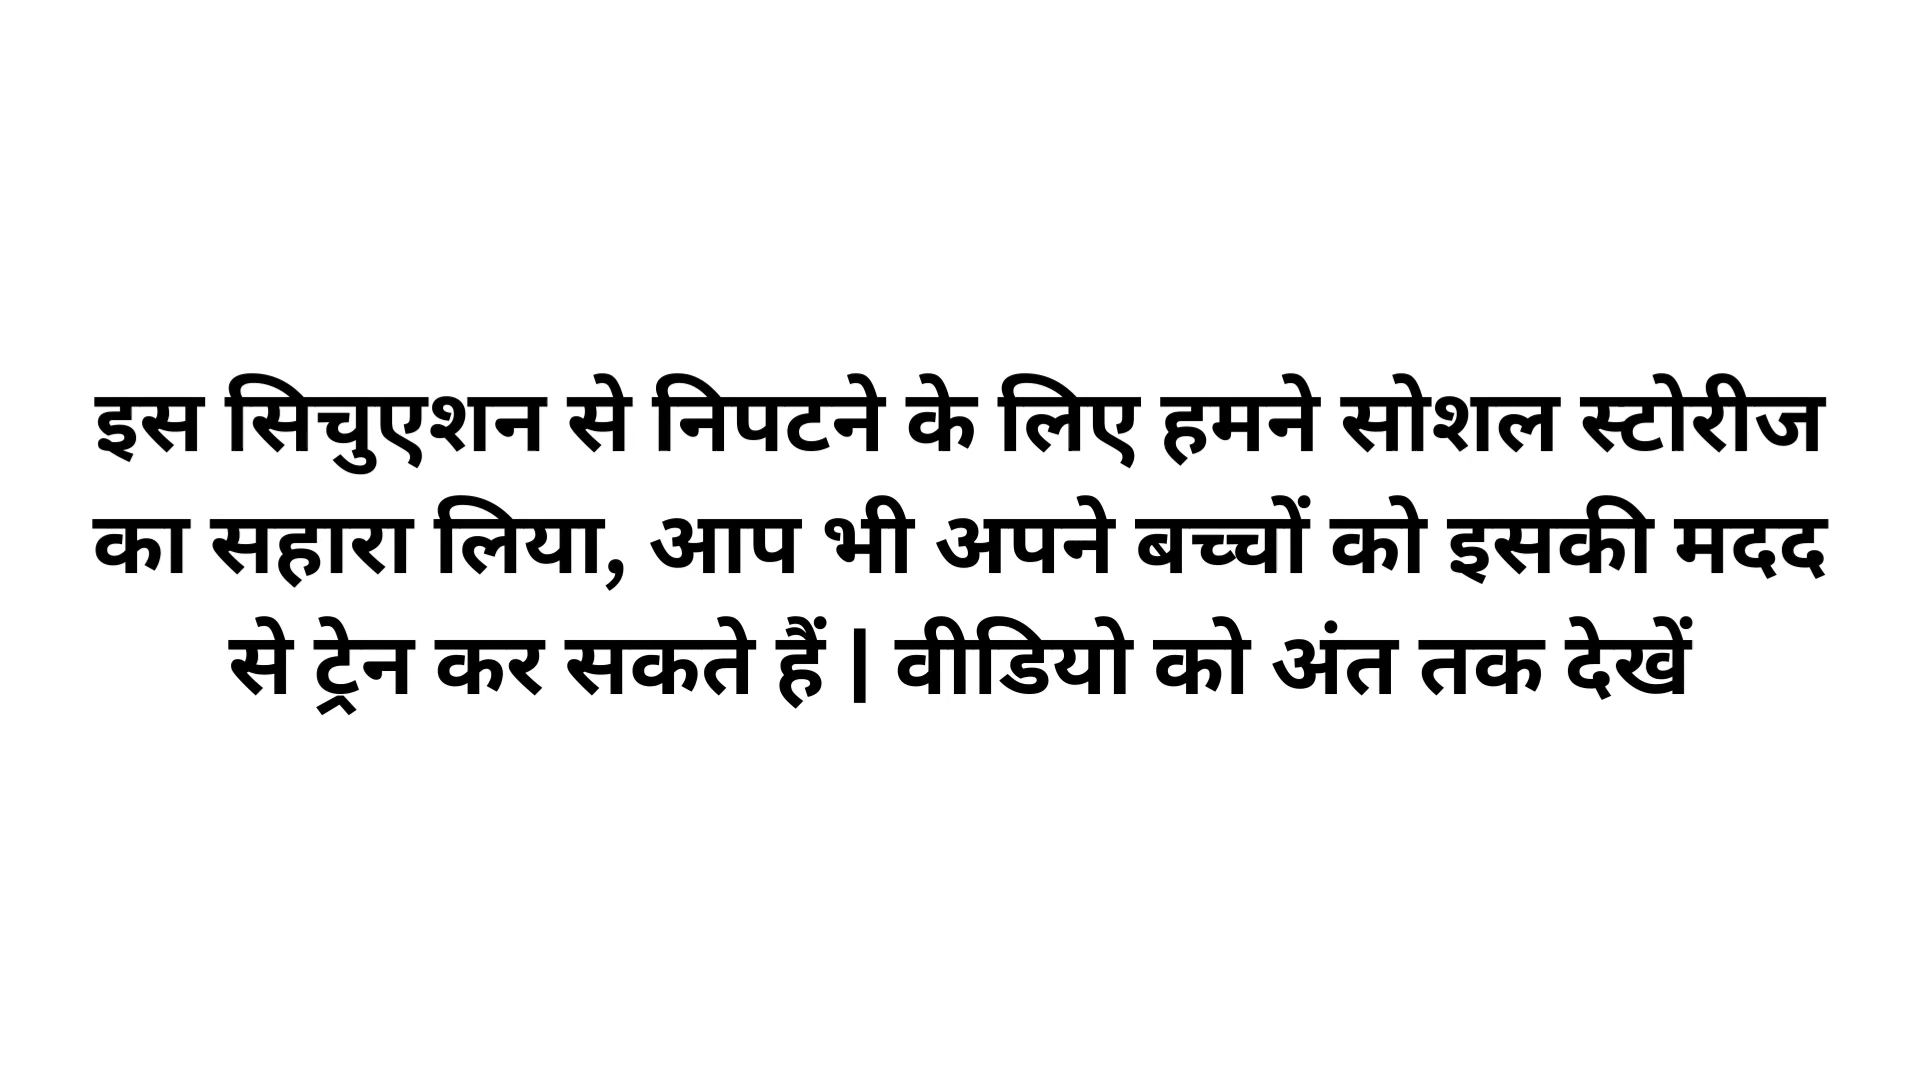 इस सिचुएशन से निपटने के लिए हमने सोशल स्टोरीज
का सहारा लिया, आप भी अपने बच्चों को इसकी मदद
से ट्रेन कर सकते हैं | वीडियो को अंत तक देखें